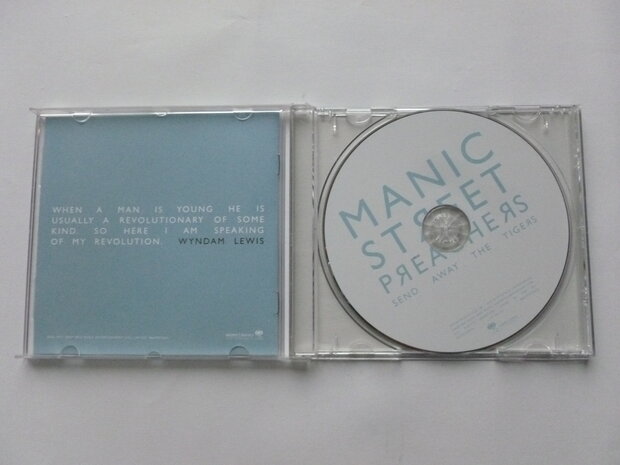 WHEN A MAN IS YOUNG HE IS
USUALLY A REVOLUTIONARY OF SOME
KIND. SO HERE I AM SPEAKING
OF MY REVOLUTION. WYNDAM LEWIS
MANIC
STREET
PREACHERS
SEND AWAY THE TIGERS